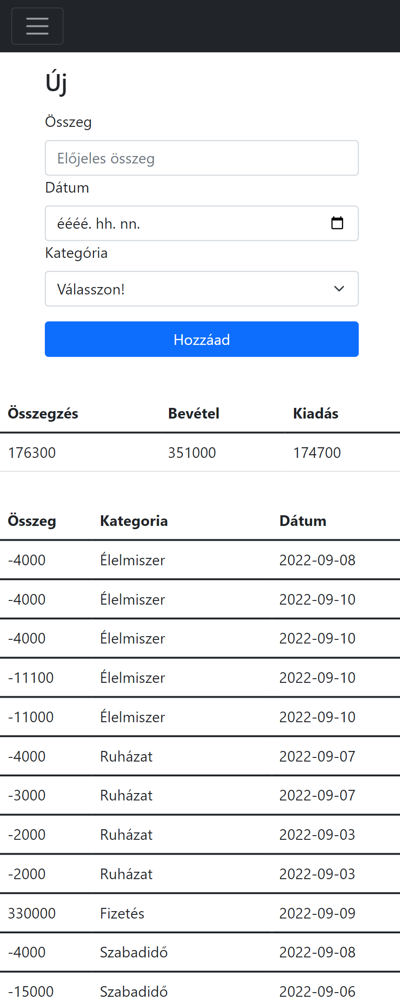 Új
Összeg
Előjeles összeg
Dátum
éééé. hh. nn.
Kategória
Válasszon!
Hozzáad
Összegzés Bevétel Kiadás
176300 351000 174700
Összeg Kategoria Dátum
-4000 Élelmiszer 2022-09-08
-4000 Élelmiszer 2022-09-10
-4000 Élelmiszer 2022-09-10
-11100 Élelmiszer 2022-09-10
-11000 Élelmiszer 2022-09-10
-4000 Ruházat 2022-09-07
-3000 Ruházat 2022-09-07
-2000 Ruházat 2022-09-03
-2000 Ruházat 2022-09-03
330000 Fizetés 2022-09-09
-4000 Szabadidő 2022-09-08
-15000 Szabadidő 2022-09-06